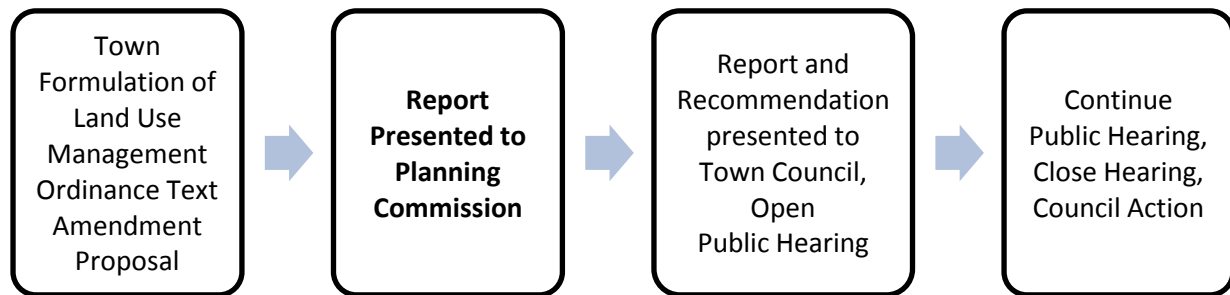 Town
Formulation of
Land Use
Management
Ordinance Text
Amendment
Proposal
Report
Presented to
Planning
Commission
Report and
Recommendation
presented to
Town Council,
Open
Public Hearing
Continue
Public Hearing,
Close Hearing,
Council Action